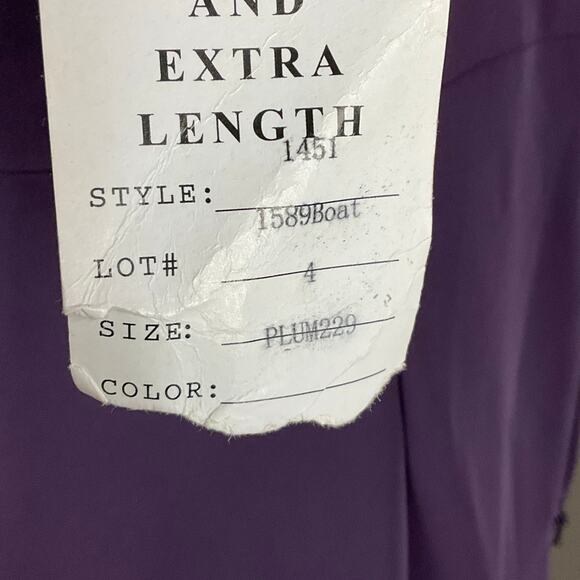 AND
EXTRA
LENGTH
1451
STYLE:
1589Boat
LOT#
4
SIZE:
PLUM229
COLOR: